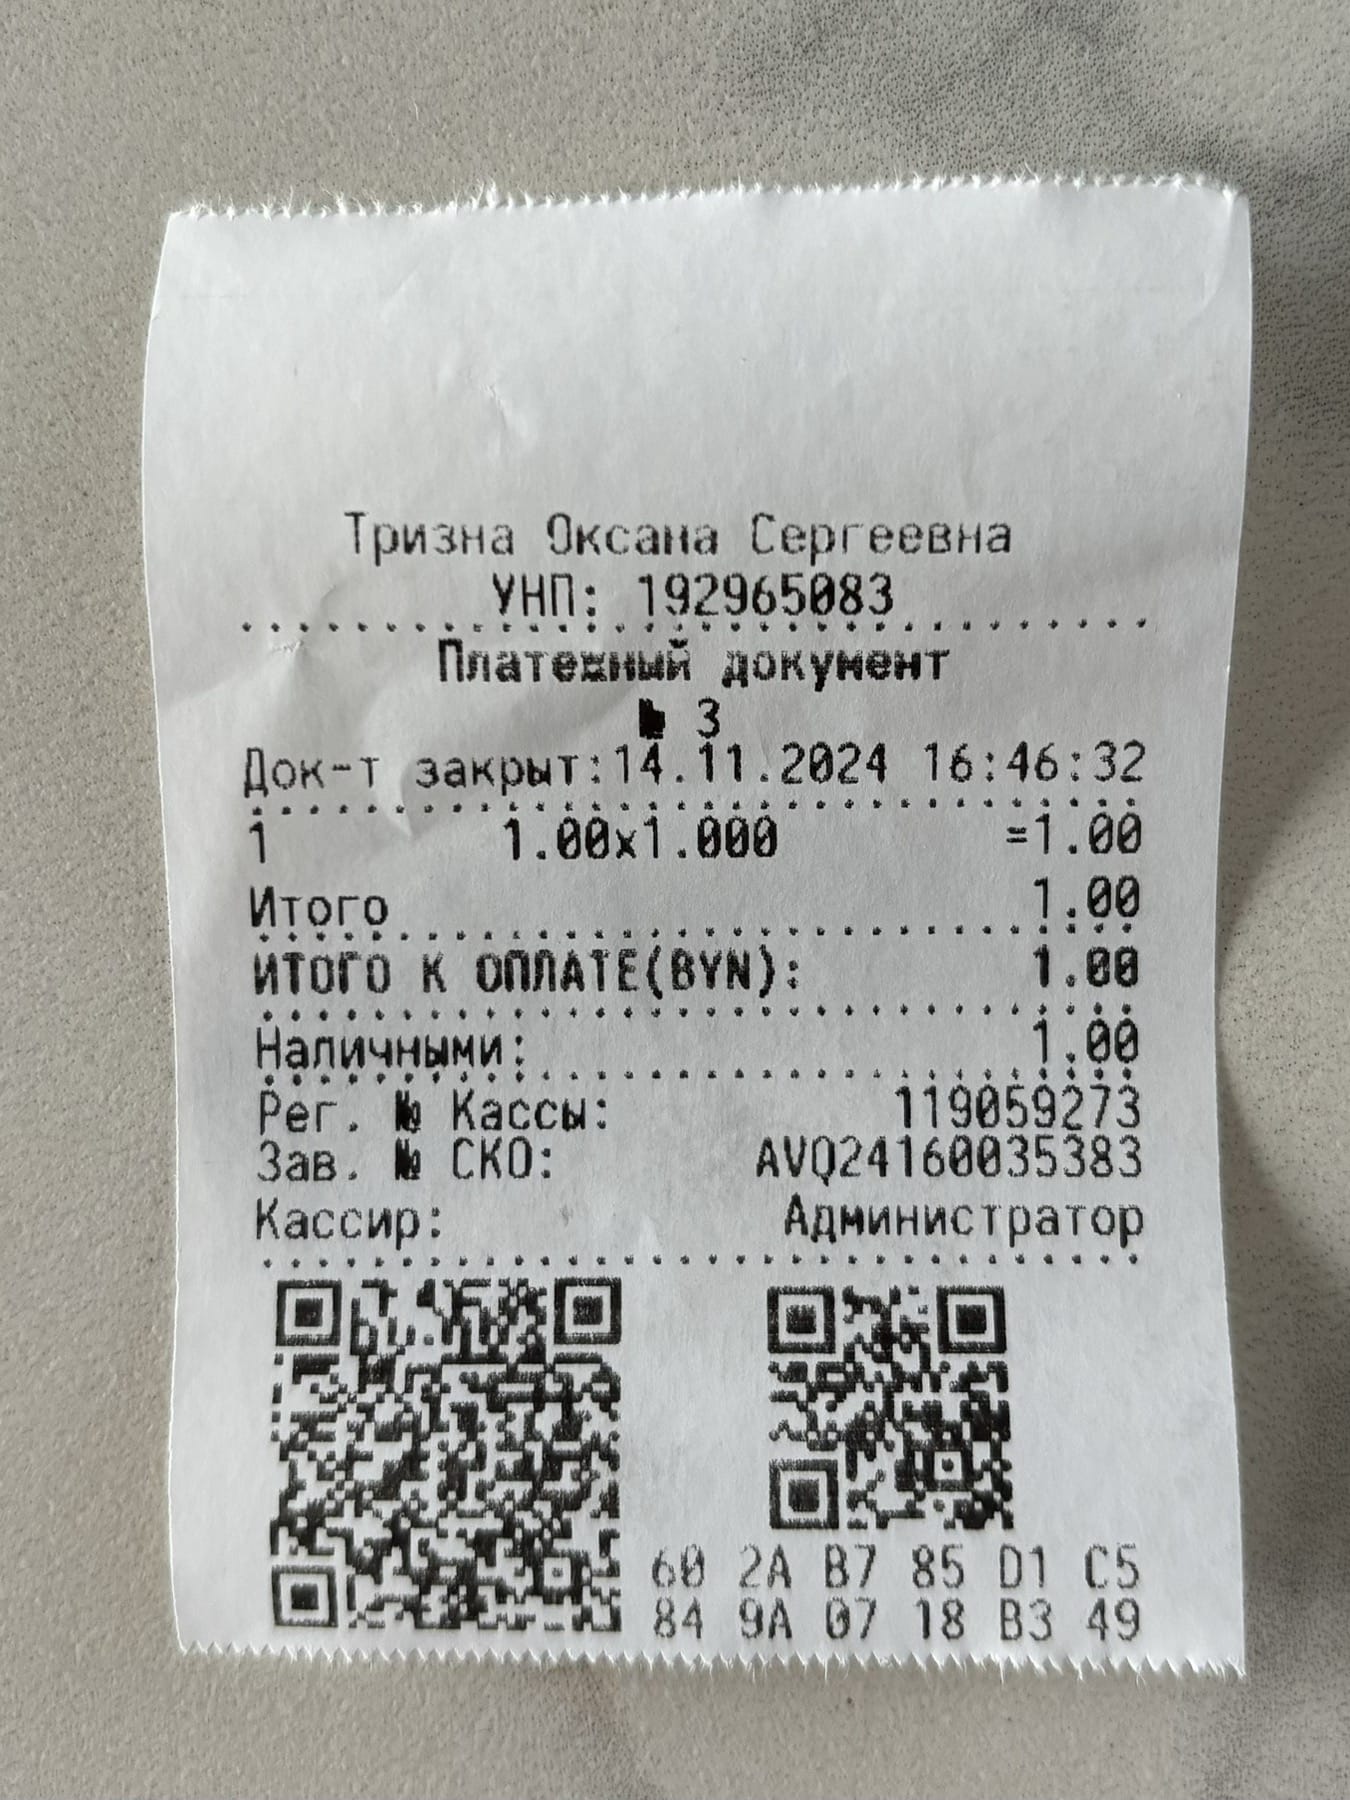 Тризна Оксана Сергеевна
УНП: 192965083
Платежный документ
№ 3
Док-т закрыт:14.11.2024 16:46:32
1 1.00x1.000 =1.00
Итого 1.00
ИТОГО К ОПЛАТЕ(BYN): 1.00
Наличными: 1.00
Рег. № Кассы: 119059273
Зав. № СКО: AVQ24160035383
Кассир: Администратор
60 2A B7 85 D1 C5
84 9A 07 18 B3 49